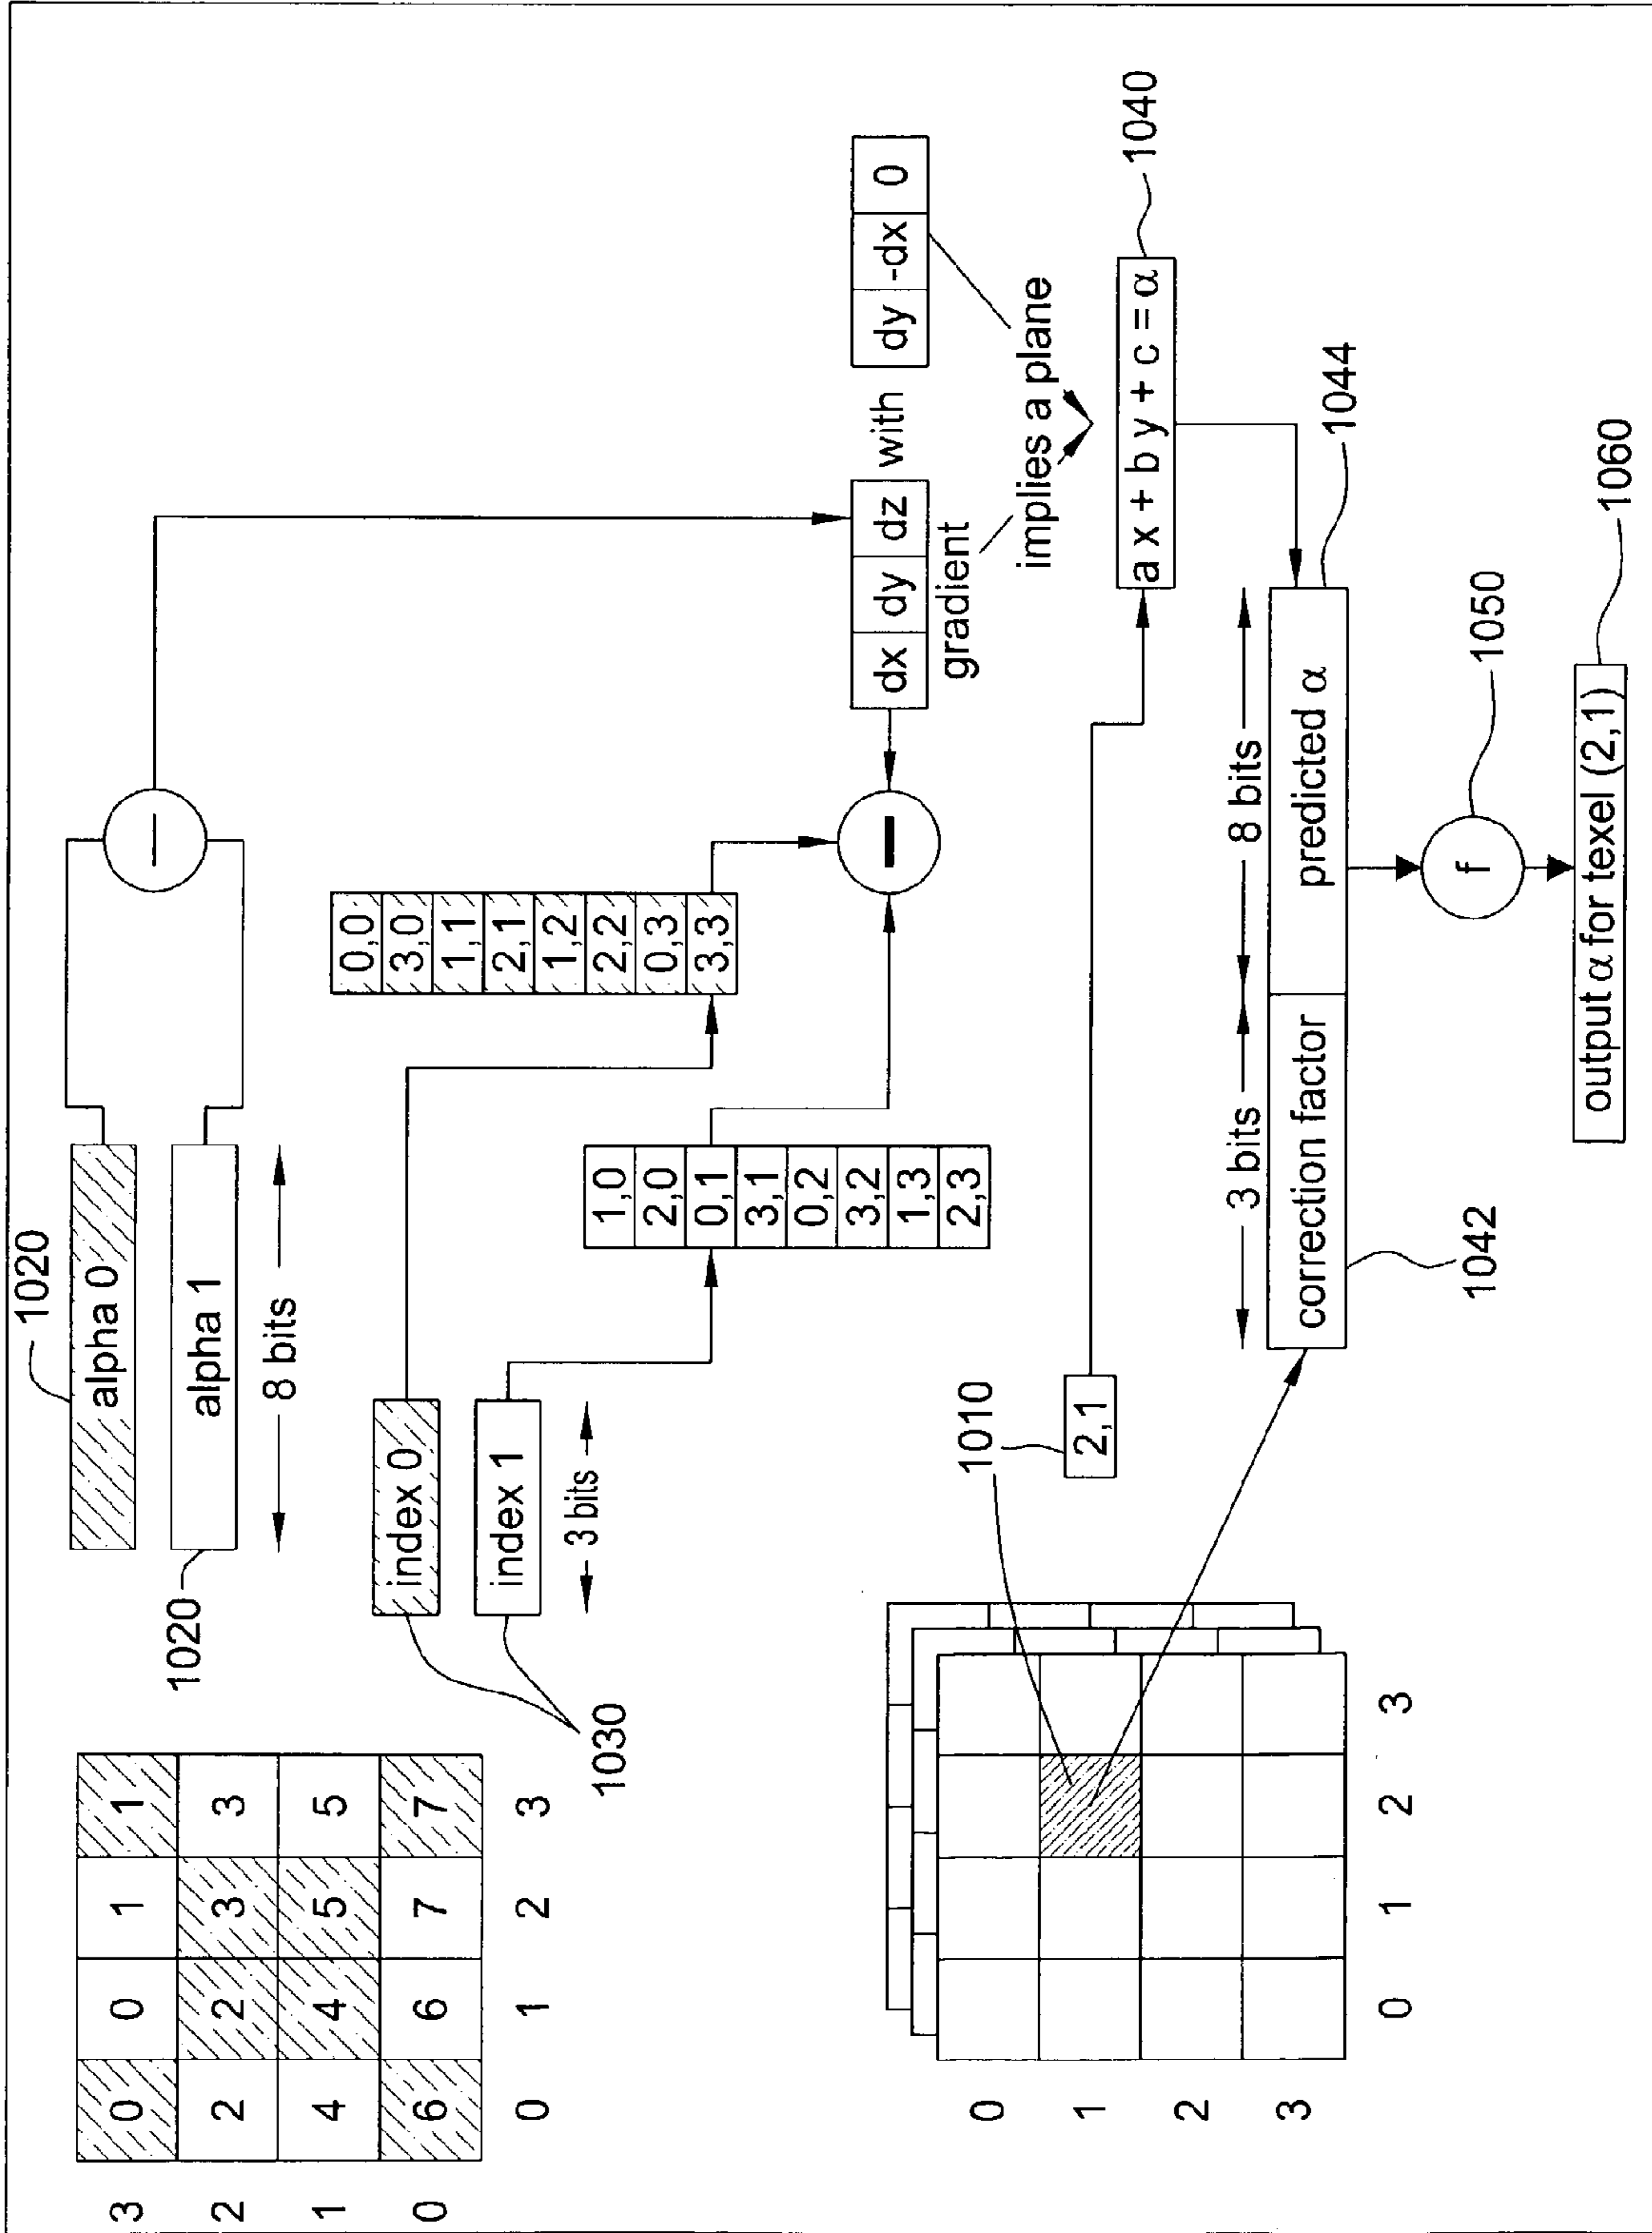 3 0 1 0 1
2 2 2 3 3
1 4 4 5 5
0 6 6 7 7
0 1 2 3
1020
alpha 0
alpha 1
1020
8 bits
index 0
index 1
1030
3 bits
0,0
3,0
1,1
2,1
1,2
2,2
0,3
3,3
1,0
2,0
0,1
3,1
0,2
3,2
1,3
2,3
dx dy dz with dy -dx 0
gradient
implies a plane
0
1
2
3
0 1 2 3
1010
2,1
a x + b y + c = α
1040
3 bits
8 bits
correction factor
predicted α
1042
1044
f
1050
output α for texel (2,1)
1060